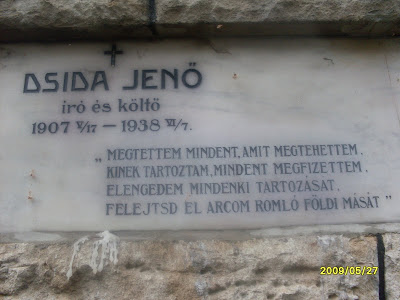 DSIDA JENŐ
író és költő
1907 V/17 — 1938 VI/7.
„ MEGTETTEM MINDENT, AMIT MEGTEHETTEM,
KINEK TARTOZTAM, MINDENT MEGFIZETTEM,
ELENGEDEM MINDENKI TARTOZÁSÁT,
FELEJTSD EL ARCOM ROMLÓ FÖLDI MÁSÁT ”
2009/05/27